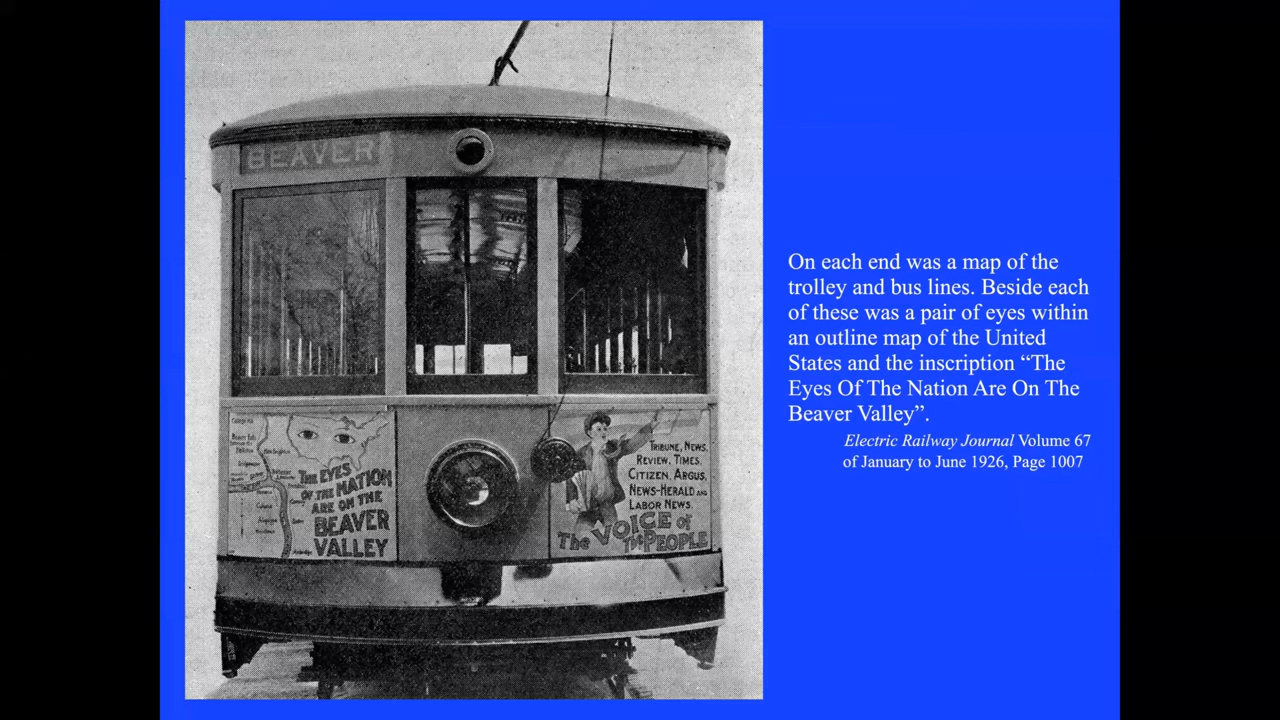 BEAVER
THE EYES
OF THE NATION
ARE ON THE
BEAVER
VALLEY
TRIBUNE, NEWS,
REVIEW, TIMES,
CITIZEN, ARGUS,
NEWS-HERALD AND
LABOR NEWS
The VOICE of
THE PEOPLE
On each end was a map of the
trolley and bus lines. Beside each
of these was a pair of eyes within
an outline map of the United
States and the inscription “The
Eyes Of The Nation Are On The
Beaver Valley”.
Electric Railway Journal Volume 67
of January to June 1926, Page 1007